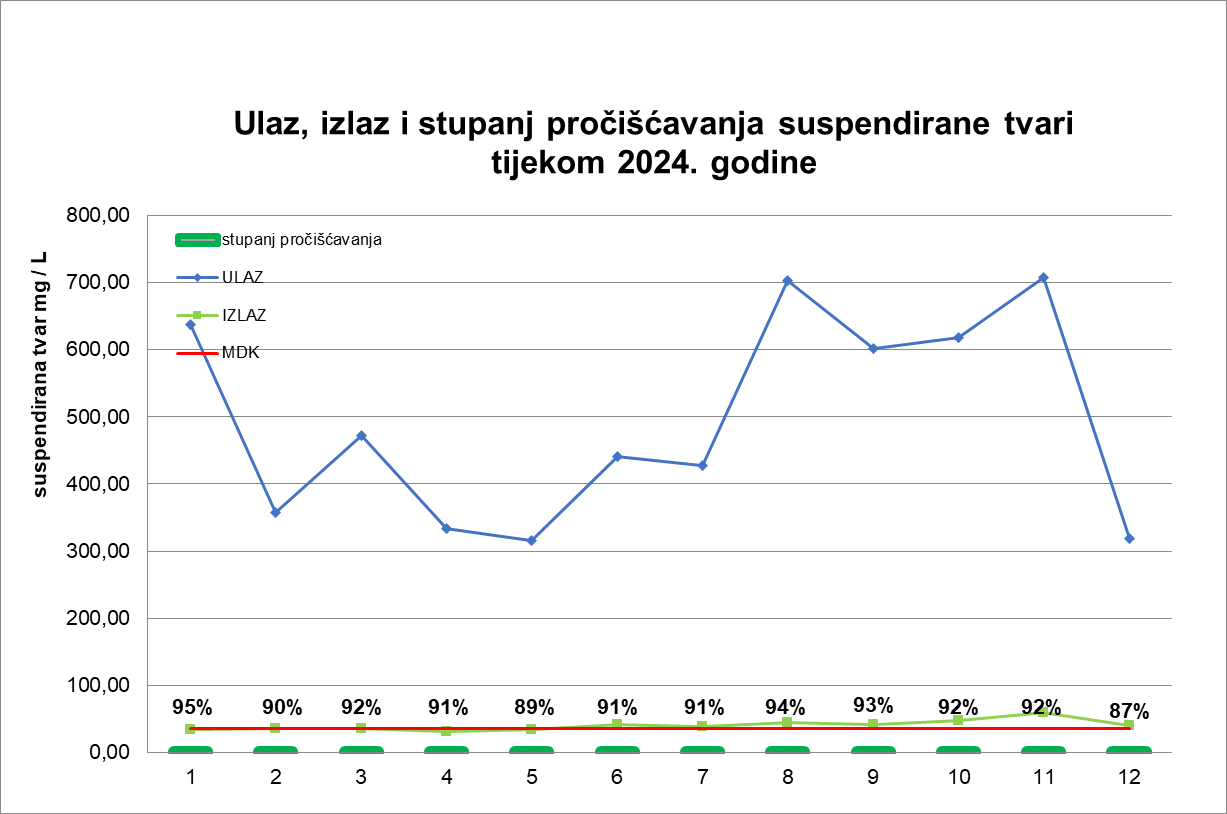 Ulaz, izlaz i stupanj pročišćavanja suspendirane tvari
tijekom 2024. godine
suspendirana tvar mg / L
800,00
700,00
600,00
500,00
400,00
300,00
200,00
100,00
0,00
stupanj pročišćavanja
ULAZ
IZLAZ
MDK
95% 90% 92% 91% 89% 91% 91% 94% 93% 92% 92% 87%
1 2 3 4 5 6 7 8 9 10 11 12